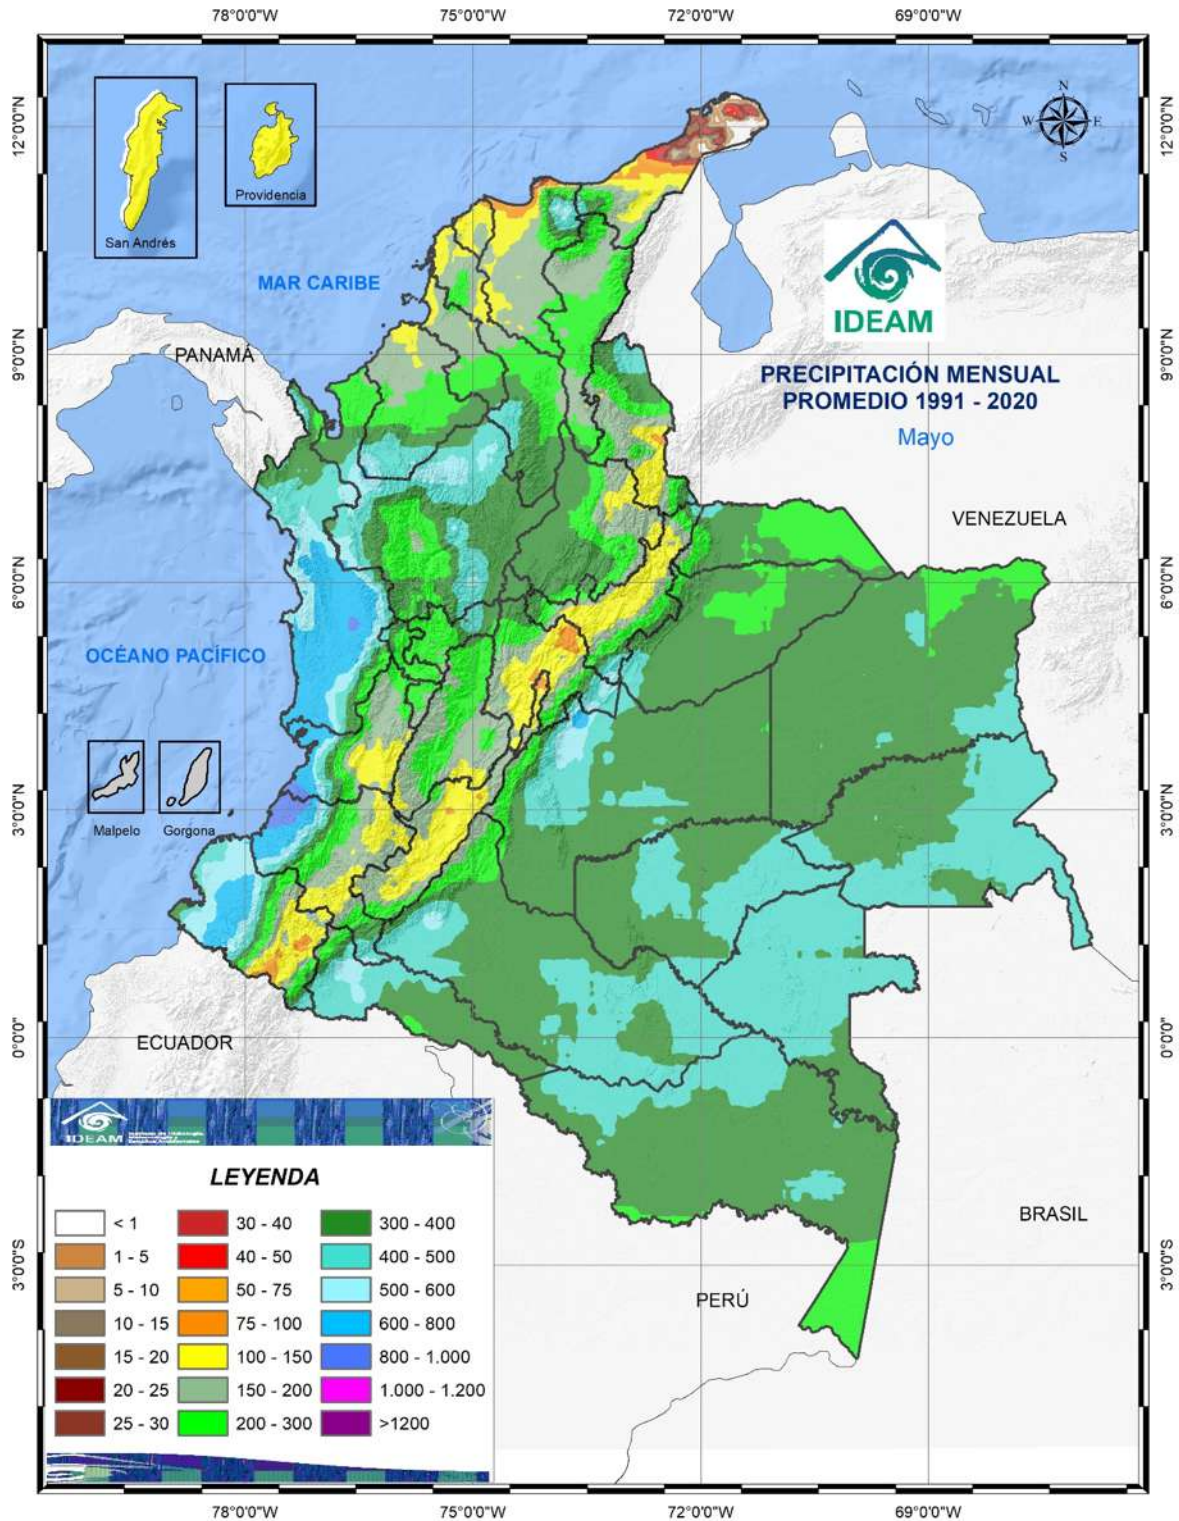 78°0'0"W 75°0'0"W 72°0'0"W 69°0'0"W
12°0'0"N
9°0'0"N
6°0'0"N
3°0'0"N
0°0'0"
3°0'0"S
12°0'0"N
9°0'0"N
6°0'0"N
3°0'0"N
0°0'0"
3°0'0"S
San Andrés
Providencia
N
W E
S
MAR CARIBE
IDEAM
PANAMÁ
PRECIPITACIÓN MENSUAL
PROMEDIO 1991 - 2020
Mayo
VENEZUELA
OCÉANO PACÍFICO
Malpelo Gorgona
ECUADOR
BRASIL
PERÚ
IDEAM
LEYENDA
< 1
1 - 5
5 - 10
10 - 15
15 - 20
20 - 25
25 - 30
30 - 40
40 - 50
50 - 75
75 - 100
100 - 150
150 - 200
200 - 300
300 - 400
400 - 500
500 - 600
600 - 800
800 - 1.000
1.000 - 1.200
>1200
78°0'0"W 75°0'0"W 72°0'0"W 69°0'0"W